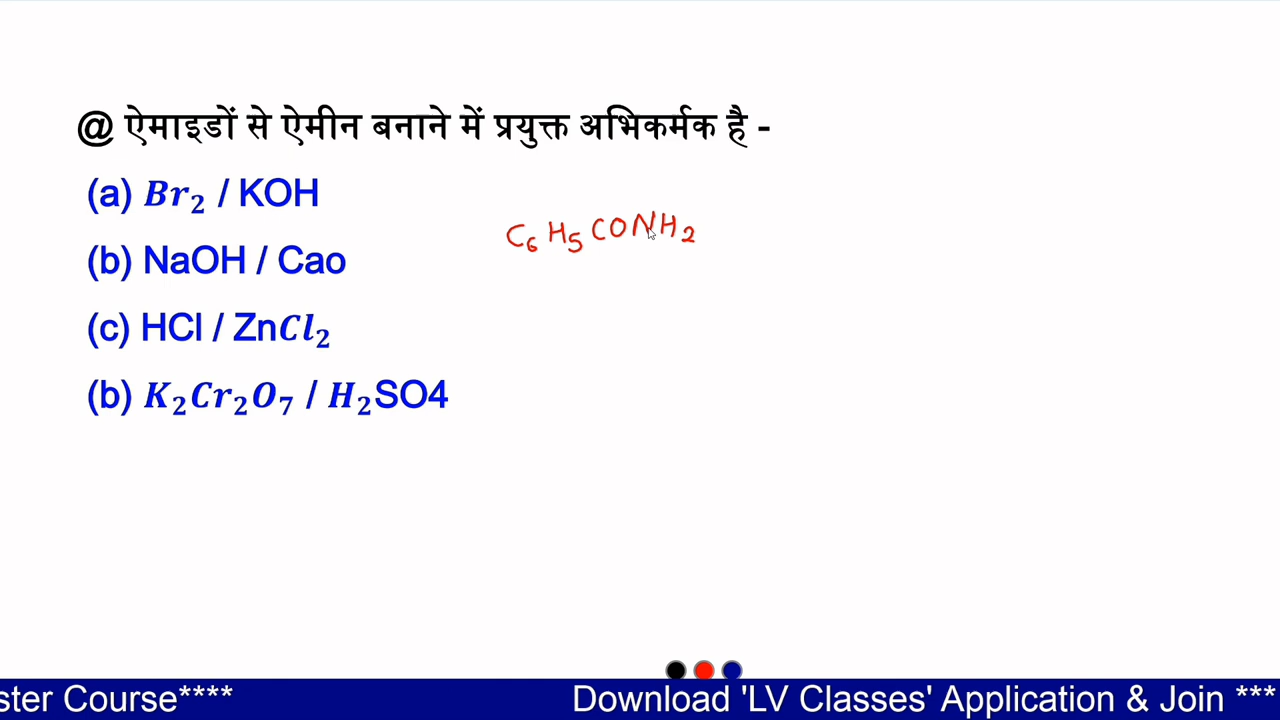 @ ऐमाइडों से ऐमीन बनाने में प्रयुक्त अभिकर्मक है -
(a) Br₂ / KOH
C₆H₅CONH₂
(b) NaOH / Cao
(c) HCl / ZnCl₂
(b) K₂Cr₂O₇ / H₂SO4
ster Course**** Download 'LV Classes' Application & Join ***